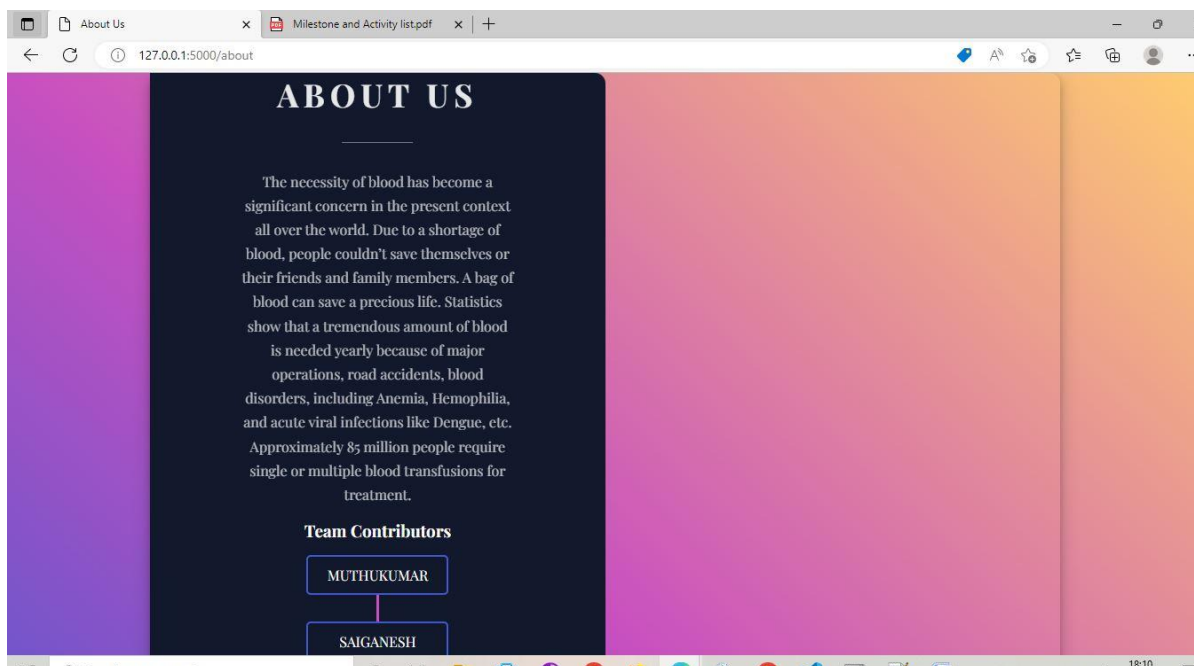 About Us
Milestone and Activity list.pdf
127.0.0.1:5000/about
ABOUT US
The necessity of blood has become a
significant concern in the present context
all over the world. Due to a shortage of
blood, people couldn’t save themselves or
their friends and family members. A bag of
blood can save a precious life. Statistics
show that a tremendous amount of blood
is needed yearly because of major
operations, road accidents, blood
disorders, including Anemia, Hemophilia,
and acute viral infections like Dengue, etc.
Approximately 85 million people require
single or multiple blood transfusions for
treatment.
Team Contributors
MUTHUKUMAR
SAIGANESH
18:10